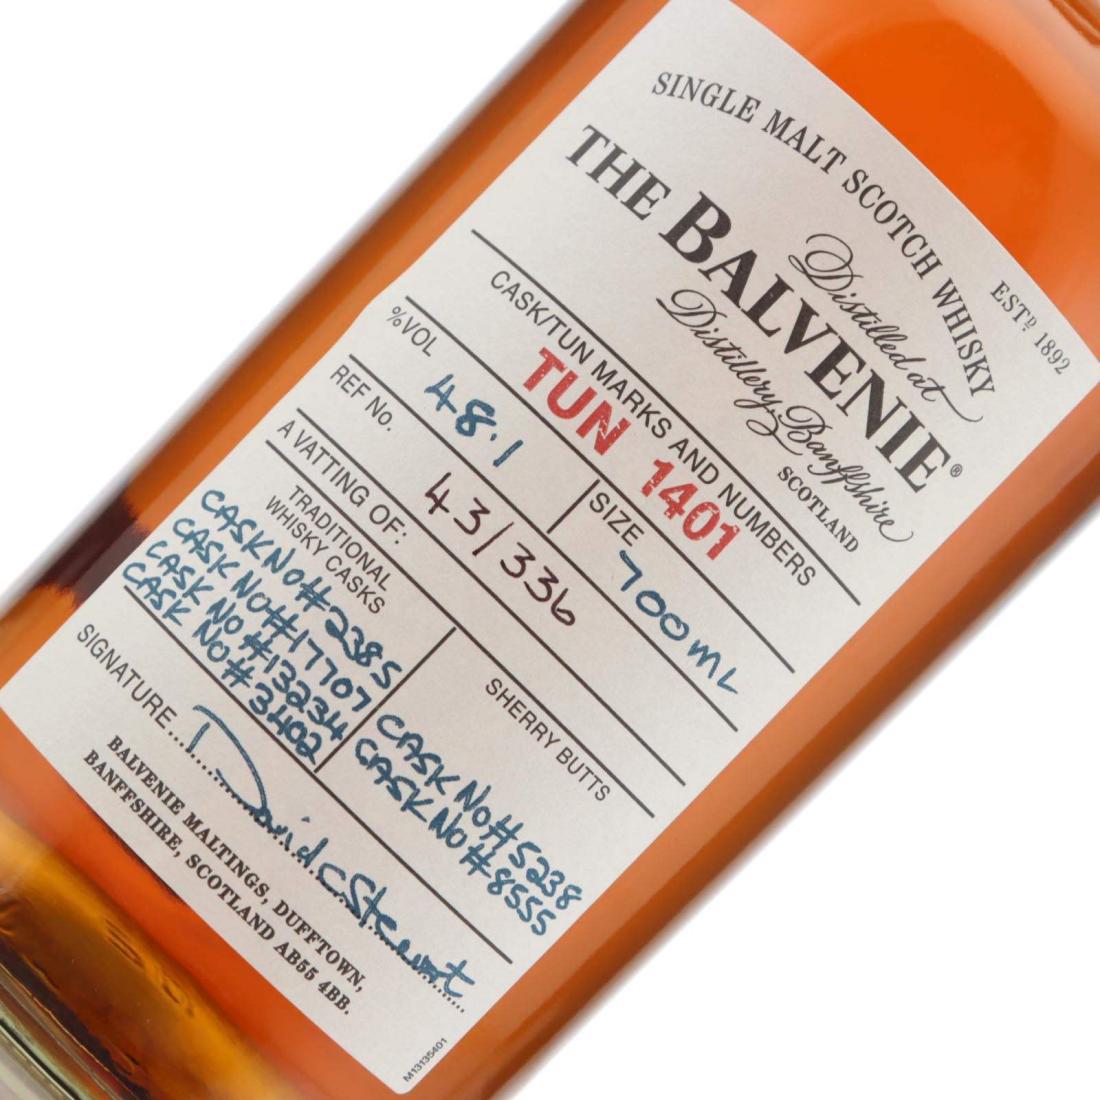 SINGLE MALT SCOTCH WHISKY
ESTD 1892
THE BALVENIE®
Distilled at
Distillery Banffshire
SCOTLAND
CASK/TUN MARKS AND NUMBERS
TUN 1401
%VOL
48.1
SIZE
700ML
REF No.
43/336
A VATTING OF:
TRADITIONAL
WHISKY CASKS
CASK NO#2385
CASK NO#17707
CASK NO#13234
CASK NO#3402
SHERRY BUTTS
CASK NO#5238
CASK NO#8555
SIGNATURE
David C Stewart
BALVENIE MALTINGS, DUFFTOWN,
BANFFSHIRE, SCOTLAND AB55 4BB.
M13135401